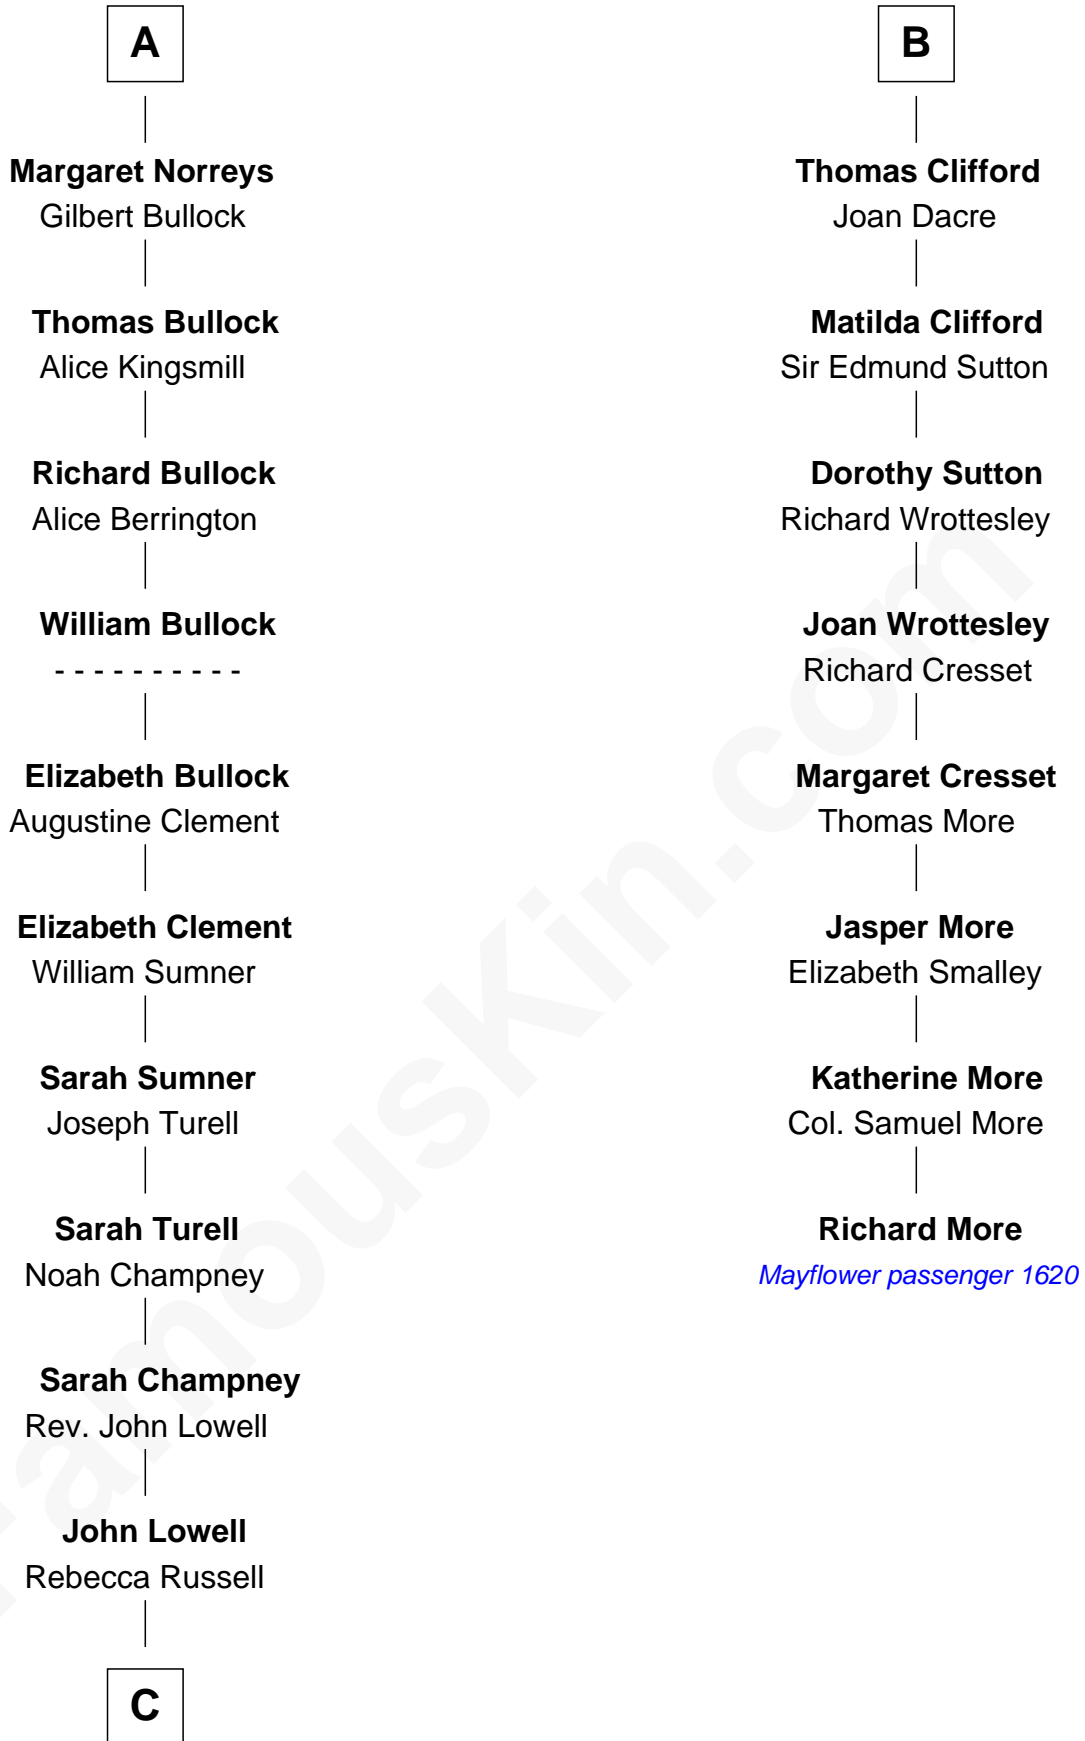 A
Margaret Norreys
Gilbert Bullock
Thomas Bullock
Alice Kingsmill
Richard Bullock
Alice Berrington
William Bullock
- - - - - - - - - -
Elizabeth Bullock
Augustine Clement
Elizabeth Clement
William Sumner
Sarah Sumner
Joseph Turell
Sarah Turell
Noah Champney
Sarah Champney
Rev. John Lowell
John Lowell
Rebecca Russell
C
B
Thomas Clifford
Joan Dacre
Matilda Clifford
Sir Edmund Sutton
Dorothy Sutton
Richard Wrottesley
Joan Wrottesley
Richard Cresset
Margaret Cresset
Thomas More
Jasper More
Elizabeth Smalley
Katherine More
Col. Samuel More
Richard More
Mayflower passenger 1620
FamousKin.com